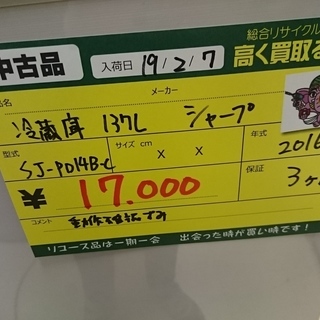 総合リサイクル
中古品 入荷日 19/2/7 高く買取る
品名 メーカー
冷蔵庫 137L シャープ
型式 サイズcm 年式
SJ-PD14B-C X X 2016
17.000 保証 3ヶ
コメント
動作確認済み
リユース品は一期一会 出会った時が買い時です!